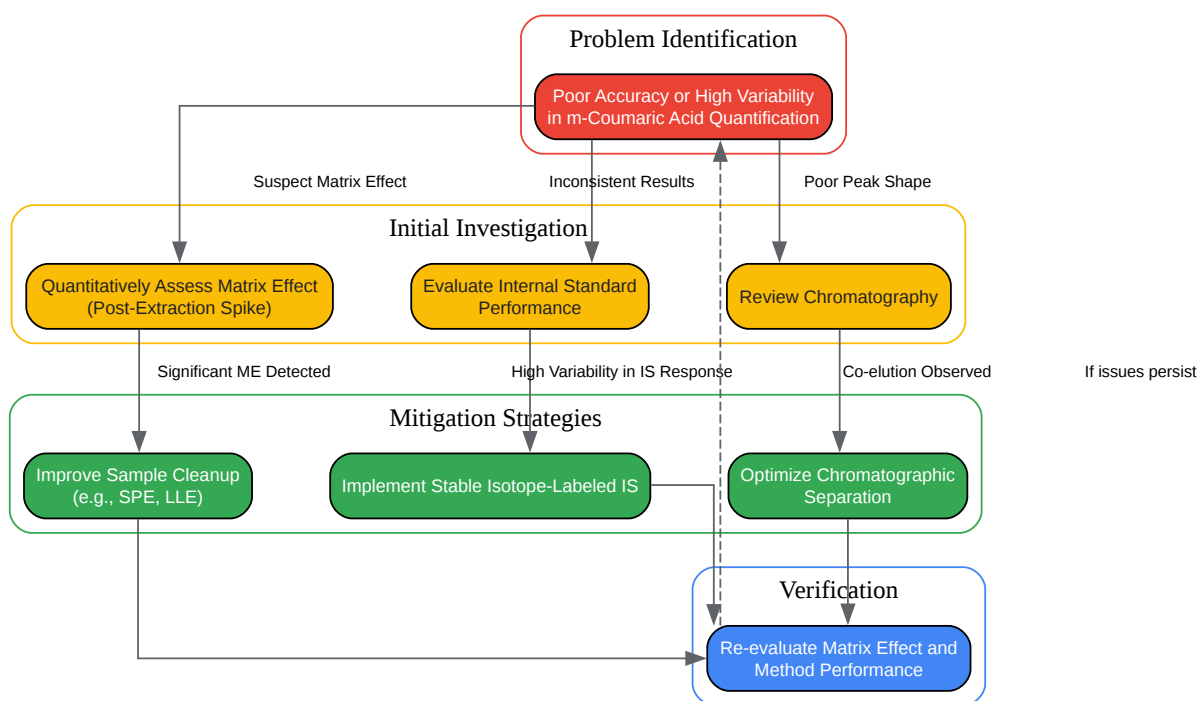 Problem Identification
Poor Accuracy or High Variability
in m-Coumaric Acid Quantification
Suspect Matrix Effect
Inconsistent Results
Poor Peak Shape
Initial Investigation
Quantitatively Assess Matrix Effect
(Post-Extraction Spike)
Evaluate Internal Standard
Performance
Review Chromatography
Significant ME Detected
High Variability in IS Response
Co-elution Observed
If issues persist
Mitigation Strategies
Improve Sample Cleanup
(e.g., SPE, LLE)
Implement Stable Isotope-Labeled IS
Optimize Chromatographic
Separation
Verification
Re-evaluate Matrix Effect and
Method Performance